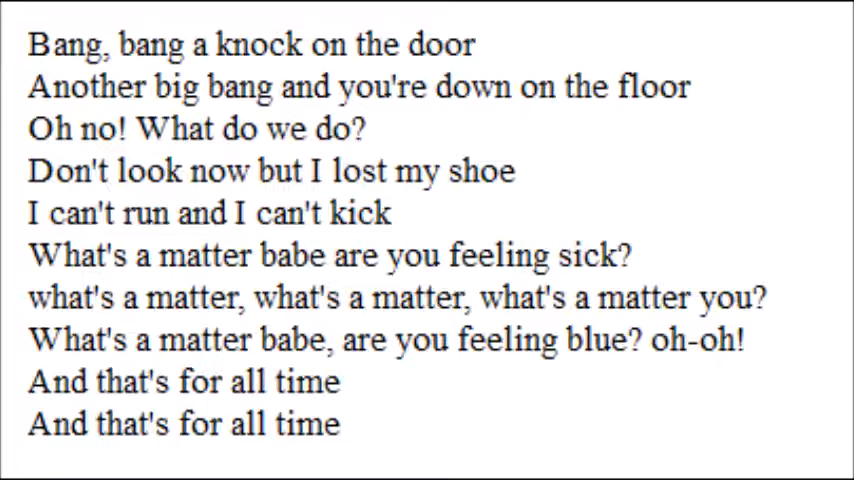 Bang, bang a knock on the door
Another big bang and you're down on the floor
Oh no! What do we do?
Don't look now but I lost my shoe
I can't run and I can't kick
What's a matter babe are you feeling sick?
what's a matter, what's a matter, what's a matter you?
What's a matter babe, are you feeling blue? oh-oh!
And that's for all time
And that's for all time